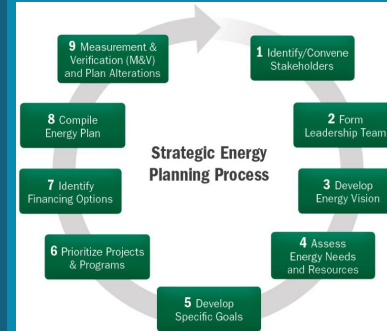 Strategic Energy
Planning Process
1 Identify/Convene
Stakeholders
2 Form
Leadership Team
3 Develop
Energy Vision
4 Assess
Energy Needs
and Resources
5 Develop
Specific Goals
6 Prioritize Projects
& Programs
7 Identify
Financing Options
8 Compile
Energy Plan
9 Measurement &
Verification (M&V)
and Plan Alterations